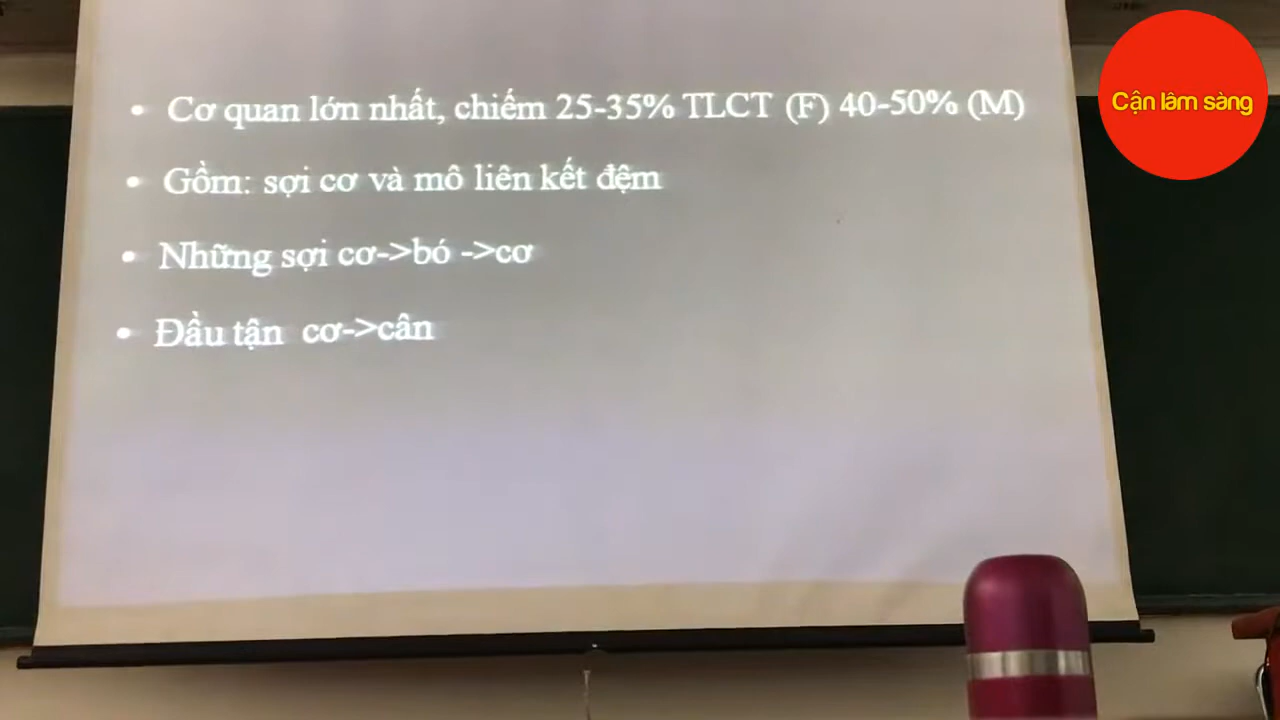 • Cơ quan lớn nhất, chiếm 25-35% TLCT (F) 40-50% (M)
• Gồm: sợi cơ và mô liên kết đệm
• Những sợi cơ->bó ->cơ
• Đầu tận cơ->cân
Cận lâm sàng